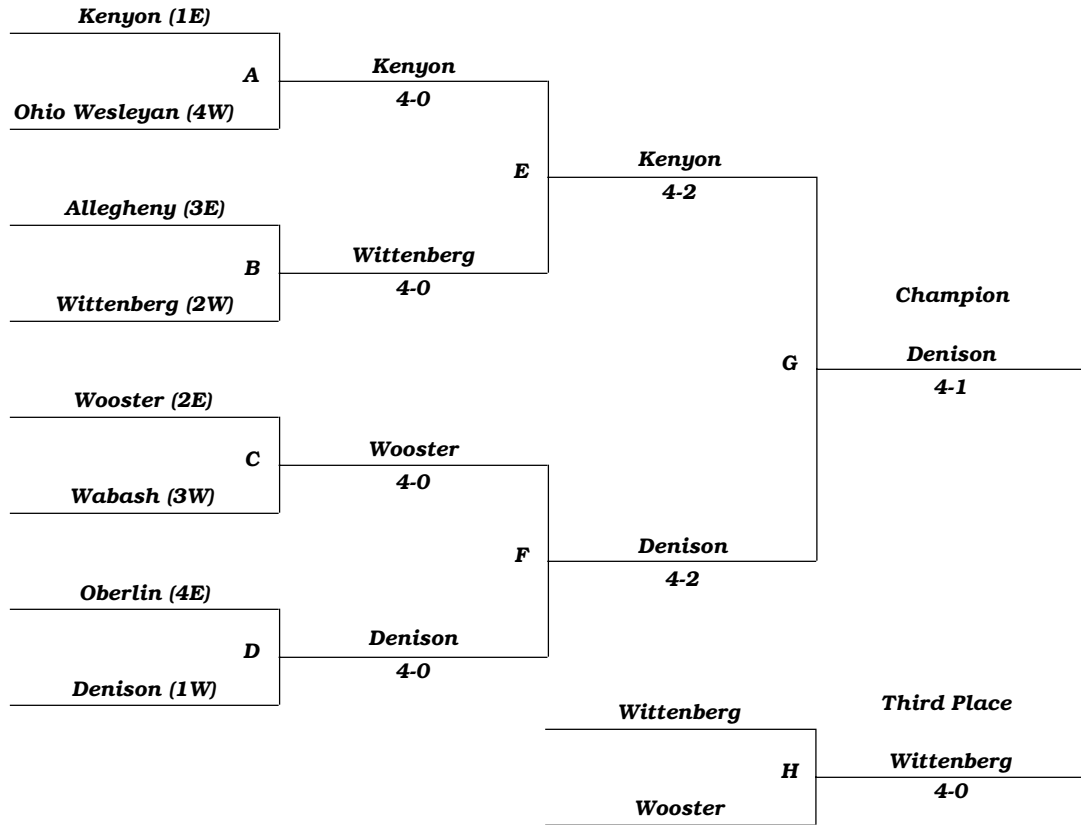 Kenyon (1E)
A
Ohio Wesleyan (4W)
Kenyon
4-0
Allegheny (3E)
B
Wittenberg (2W)
Wittenberg
4-0
E
Kenyon
4-2
Wooster (2E)
C
Wabash (3W)
Wooster
4-0
Oberlin (4E)
D
Denison (1W)
Denison
4-0
F
Denison
4-2
G
Champion
Denison
4-1
Wittenberg
H
Wooster
Third Place
Wittenberg
4-0